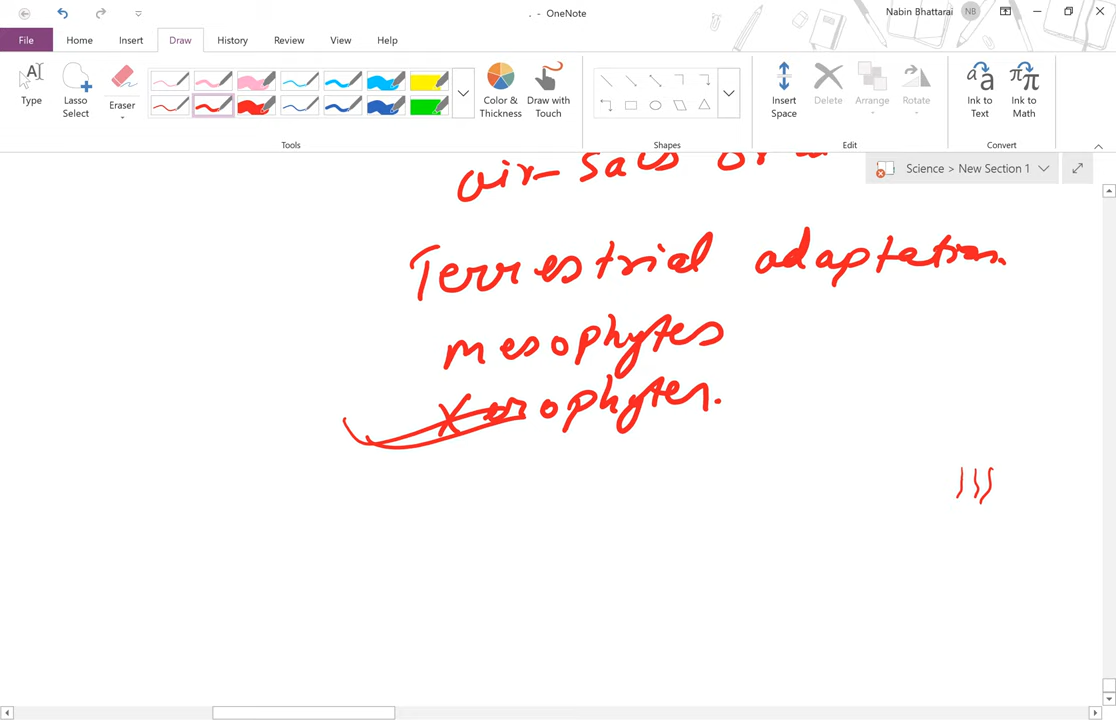 . - OneNote
Nabin Bhattarai NB
File Home Insert Draw History Review View Help
Type
Lasso Select
Eraser
Color & Thickness
Draw with Touch
Insert Space
Delete
Arrange
Rotate
Ink to Text
Ink to Math
Tools
Shapes
Edit
Convert
Science > New Section 1
air-sacs
Terrestrial adaptation.
mesophytes
Xerophytes.